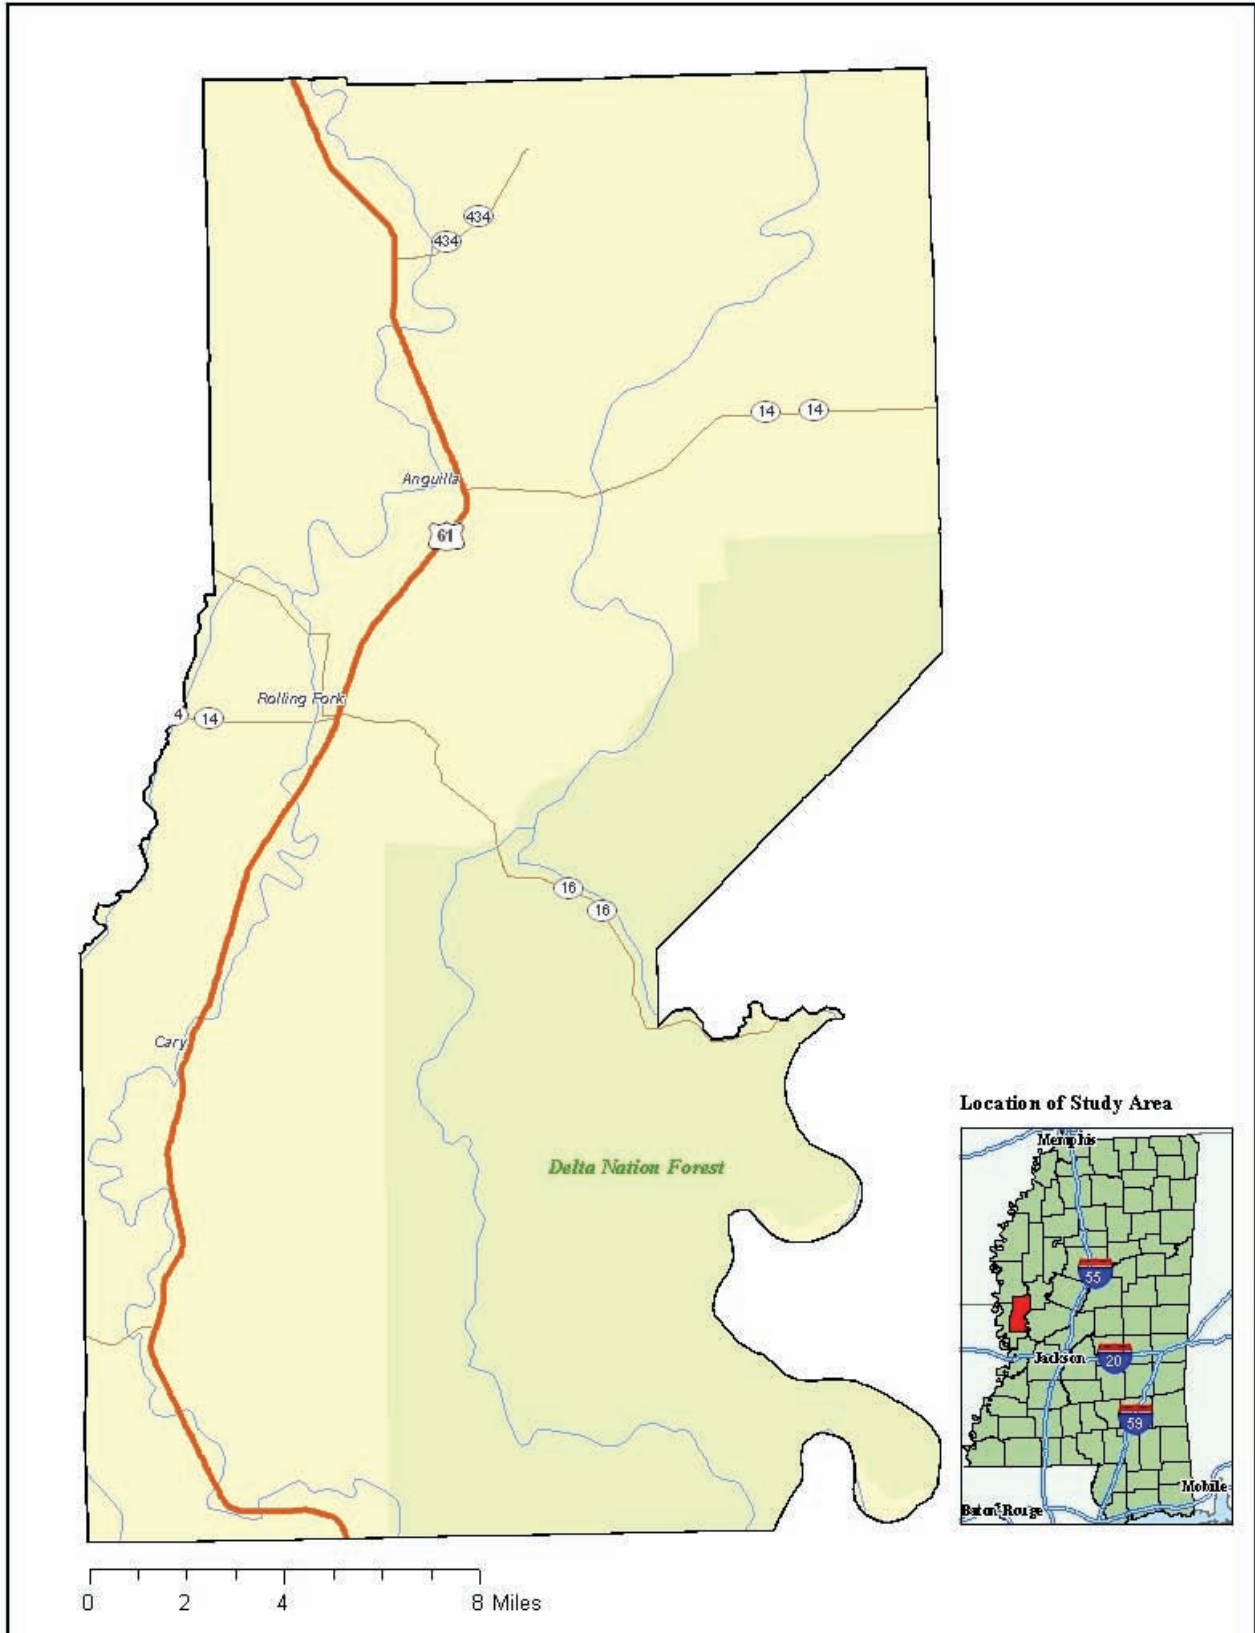 434
434
14 14
Anguilla
61
Rolling Fork
4 14
16
16
Cary
Delta Nation Forest
Location of Study Area
Memphis
55
Jackson
20
59
Mobile
Baton Rouge
0 2 4 8 Miles